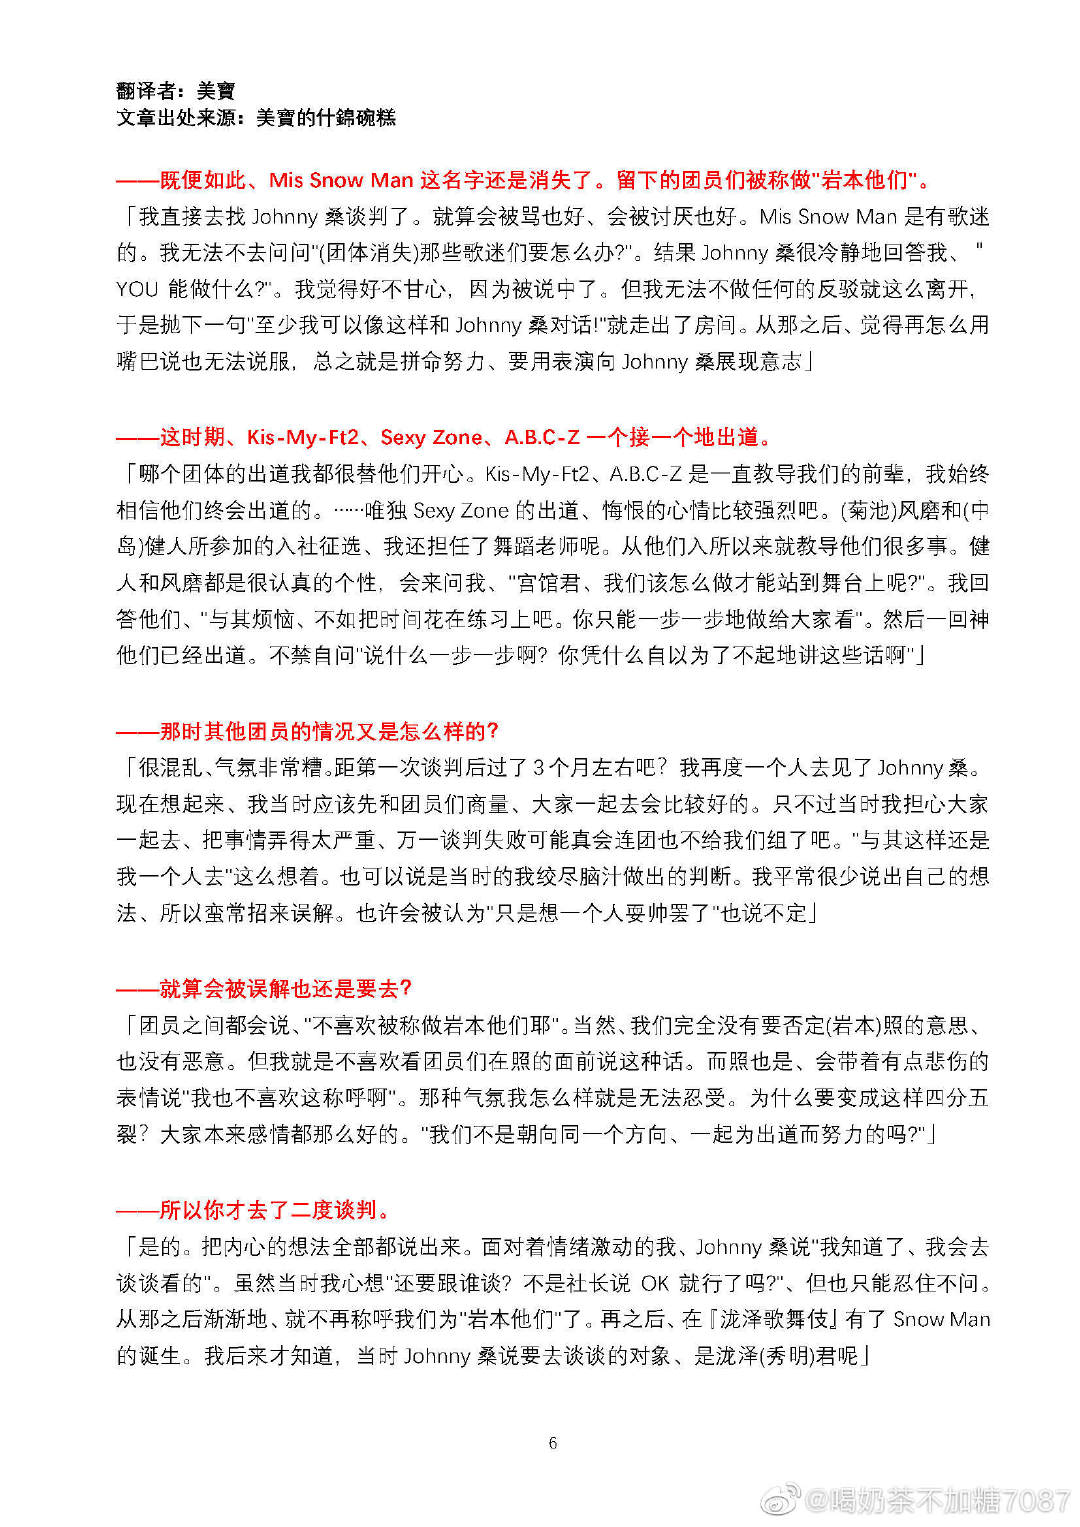 翻译者：美寶
文章出处来源：美寶的什錦碗糕
——既便如此、Mis Snow Man 这名字还是消失了。留下的团员们被称做"岩本他们"。
「我直接去找 Johnny 桑谈判了。就算会被骂也好、会被讨厌也好。Mis Snow Man 是有歌迷
的。我无法不去问问"(团体消失)那些歌迷们要怎么办?"。结果 Johnny 桑很冷静地回答我、"
YOU 能做什么?"。我觉得好不甘心，因为被说中了。但我无法不做任何的反驳就这么离开，
于是抛下一句"至少我可以像这样和 Johnny 桑对话!"就走出了房间。从那之后、觉得再怎么用
嘴巴说也无法说服，总之就是拼命努力、要用表演向 Johnny 桑展现意志」
——这时期、Kis-My-Ft2、Sexy Zone、A.B.C-Z 一个接一个地出道。
「哪个团体的出道我都很替他们开心。Kis-My-Ft2、A.B.C-Z 是一直教导我们的前辈，我始终
相信他们终会出道的。……唯独 Sexy Zone 的出道、悔恨的心情比较强烈吧。(菊池)风磨和(中
岛)健人所参加的入社征选、我还担任了舞蹈老师呢。从他们入所以来就教导他们很多事。健
人和风磨都是很认真的个性，会来问我、"宫馆君、我们该怎么做才能站到舞台上呢?"。我回
答他们、"与其烦恼、不如把时间花在练习上吧。你只能一步一步地做给大家看"。然后一回神
他们已经出道。不禁自问"说什么一步一步啊？你凭什么自以为了不起地讲这些话啊"」
——那时其他团员的情况又是怎么样的？
「很混乱、气氛非常糟。距第一次谈判后过了 3 个月左右吧？我再度一个人去见了 Johnny 桑。
现在想起来、我当时应该先和团员们商量、大家一起去会比较好的。只不过当时我担心大家
一起去、把事情弄得太严重、万一谈判失败可能真会连团也不给我们组了吧。"与其这样还是
我一个人去"这么想着。也可以说是当时的我绞尽脑汁做出的判断。我平常很少说出自己的想
法、所以蛮常招来误解。也许会被认为"只是想一个人耍帅罢了"也说不定」
——就算会被误解也还是要去？
「团员之间都会说、"不喜欢被称做岩本他们耶"。当然、我们完全没有要否定(岩本)照的意思、
也没有恶意。但我就是不喜欢看团员们在照的面前说这种话。而照也是、会带着有点悲伤的
表情说"我也不喜欢这称呼啊"。那种气氛我怎么样就是无法忍受。为什么要变成这样四分五
裂？大家本来感情都那么好的。"我们不是朝向同一个方向、一起为出道而努力的吗?"」
——所以你才去了二度谈判。
「是的。把内心的想法全部都说出来。面对着情绪激动的我、Johnny 桑说"我知道了、我会去
谈谈看的"。虽然当时我心想"还要跟谁谈？不是社长说 OK 就行了吗?"、但也只能忍住不问。
从那之后渐渐地、就不再称呼我们为"岩本他们"了。再之后、在『泷泽歌舞伎』有了 Snow Man
的诞生。我后来才知道，当时 Johnny 桑说要去谈谈的对象、是泷泽(秀明)君呢」
6
@喝奶茶不加糖7087